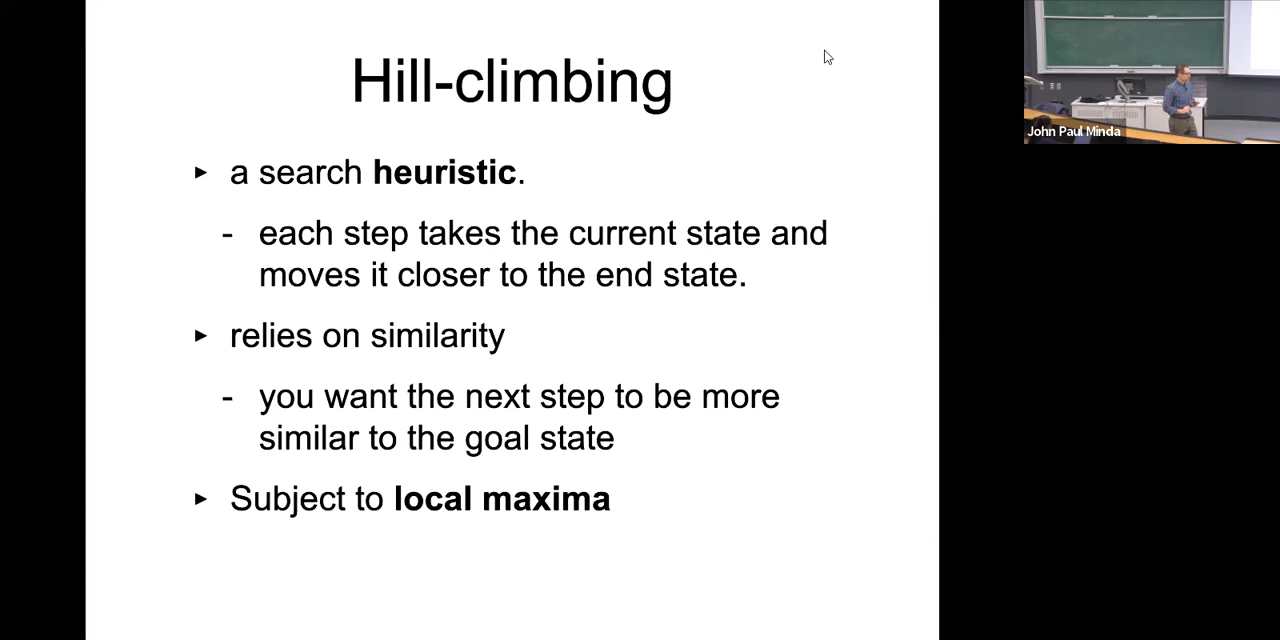 Hill-climbing
▸ a search heuristic.
- each step takes the current state and
moves it closer to the end state.
▸ relies on similarity
- you want the next step to be more
similar to the goal state
▸ Subject to local maxima
John Paul Minda